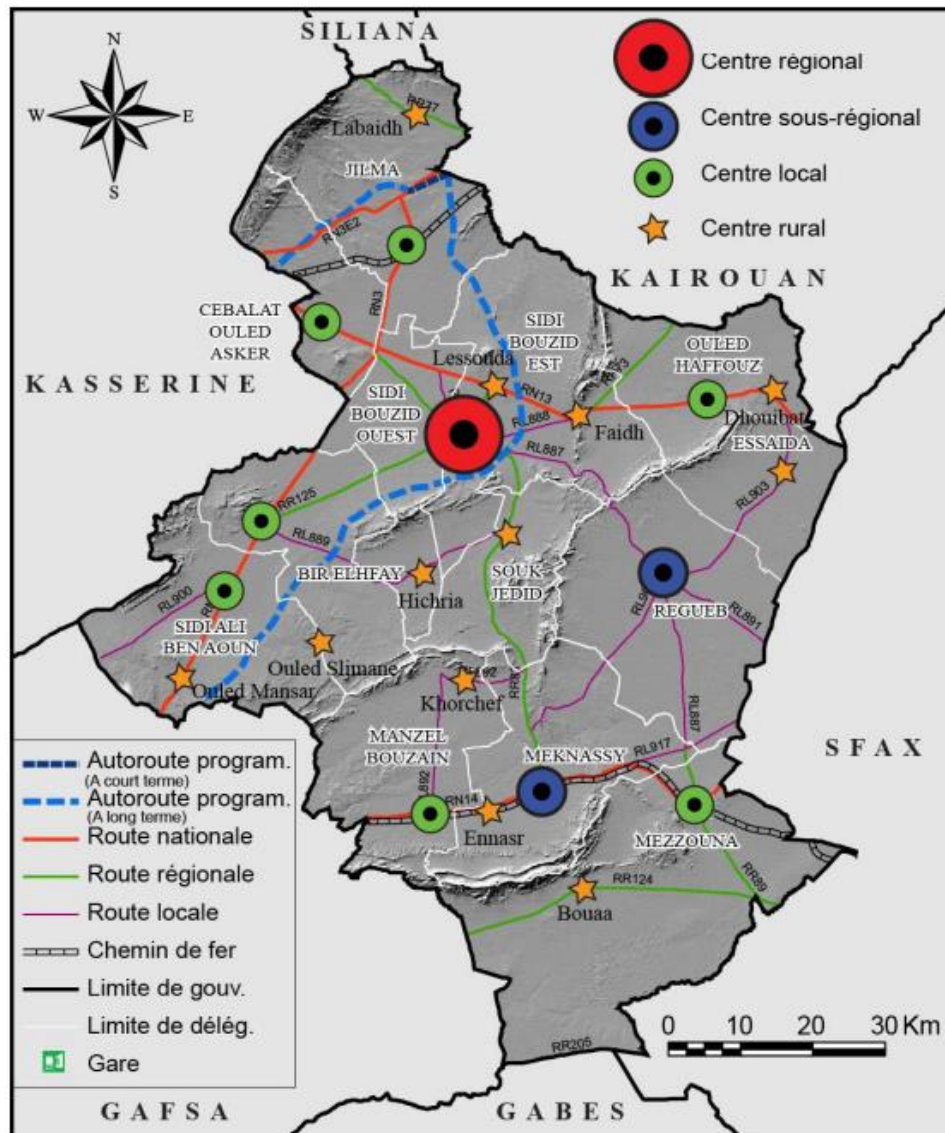 SILIANA
N
W
E
S
Centre régional
Centre sous-régional
Centre local
Centre rural
RR77
Labaidh
JILMA
RN3E2
KAIROUAN
RN3
CEBALAT
OULED
ASKER
SIDI
BOUZID
EST
OULED
HAFFOUZ
KASSERINE
Lessouda
RN13
SIDI
BOUZID
OUEST
RL888
Faidh
Dhouibat
ESSAIDA
RL887
RL903
RR125
RL889
BIR ELHFAY
Hichria
SOUK
JEDID
REGUEB
RL891
RL900
SIDI ALI
BEN AOUN
Ouled Slimane
Ouled Mansar
Khorchef
RL887
MANZEL
BOUZAIN
MEKNASSY
RL917
SFAX
RN14
Ennasr
MEZZOUNA
RR124
RR89
Bouaa
Autoroute program.
(A court terme)
Autoroute program.
(A long terme)
Route nationale
Route régionale
Route locale
Chemin de fer
Limite de gouv.
Limite de délég.
Gare
0 10 20 30 Km
RR205
GAFSA
GABES